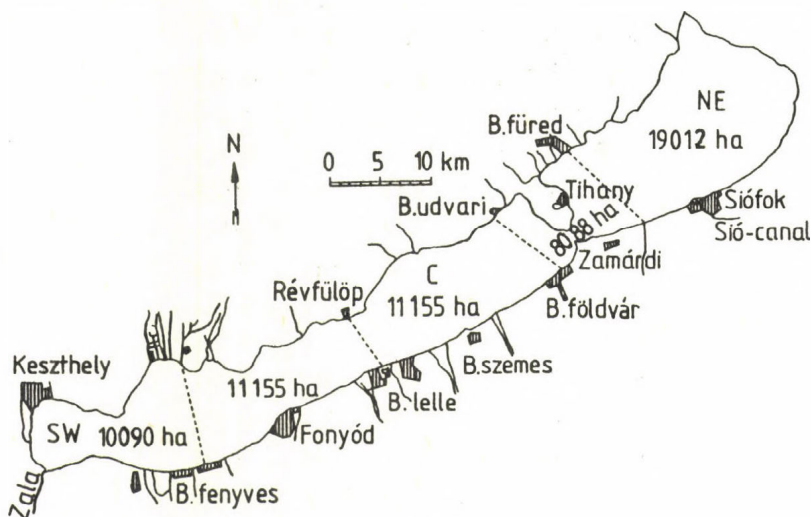 NE
19012 ha
B.füred
N
0 5 10 km
Tihany
B.udvari
Siófok
Sió-canal
8088 ha
Zamárdi
C
11155 ha
Révfülöp
B.földvár
Keszthely
B.szemes
11155 ha
B.lelle
SW 10090 ha
Fonyód
B.fenyves
Zala